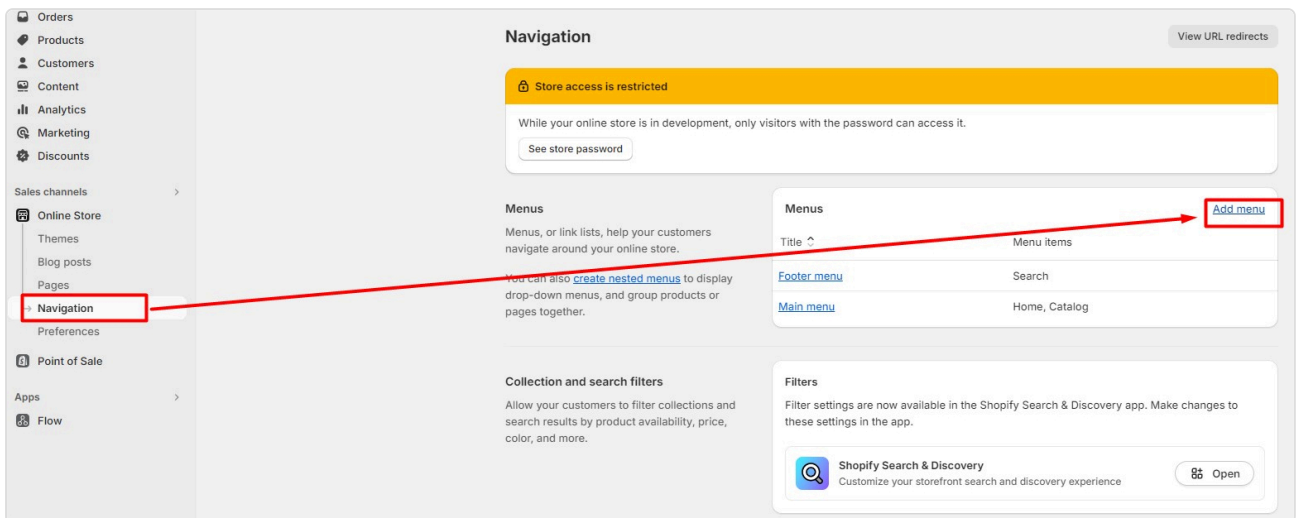 Orders
Products
Customers
Content
Analytics
Marketing
Discounts
Sales channels
Online Store
Themes
Blog posts
Pages
Navigation
Preferences
Point of Sale
Apps
Flow
Navigation
View URL redirects
Store access is restricted
While your online store is in development, only visitors with the password can access it.
See store password
Menus
Menus, or link lists, help your customers
navigate around your online store.
You can also create nested menus to display
drop-down menus, and group products or
pages together.
Menus
Add menu
Title
Menu items
Footer menu
Search
Main menu
Home, Catalog
Collection and search filters
Allow your customers to filter collections and
search results by product availability, price,
color, and more.
Filters
Filter settings are now available in the Shopify Search & Discovery app. Make changes to
these settings in the app.
Shopify Search & Discovery
Customize your storefront search and discovery experience
Open